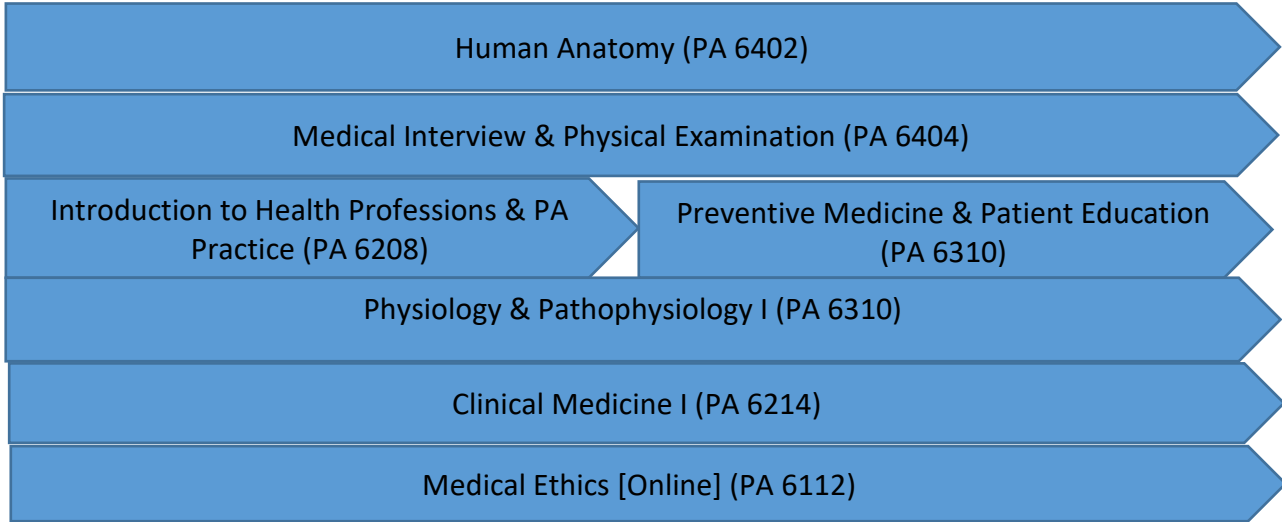 Human Anatomy (PA 6402)
Medical Interview & Physical Examination (PA 6404)
Introduction to Health Professions & PA
Practice (PA 6208)
Preventive Medicine & Patient Education
(PA 6310)
Physiology & Pathophysiology I (PA 6310)
Clinical Medicine I (PA 6214)
Medical Ethics [Online] (PA 6112)